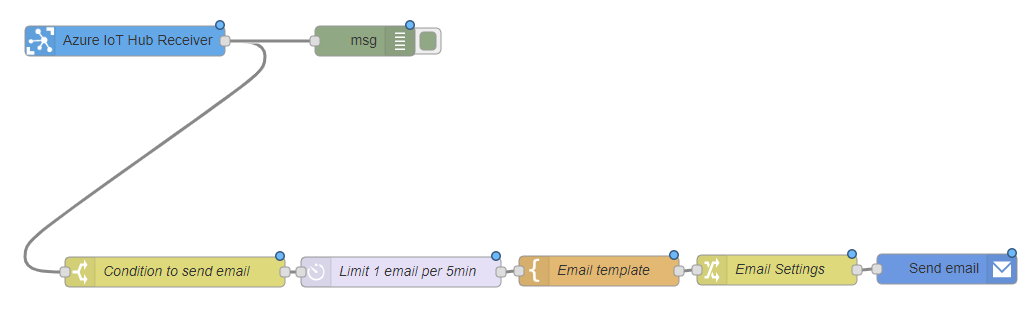 Azure IoT Hub Receiver
msg
Condition to send email
Limit 1 email per 5min
Email template
Email Settings
Send email